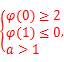 φ(0) ≥ 2
φ(1) ≤ 0,
a > 1